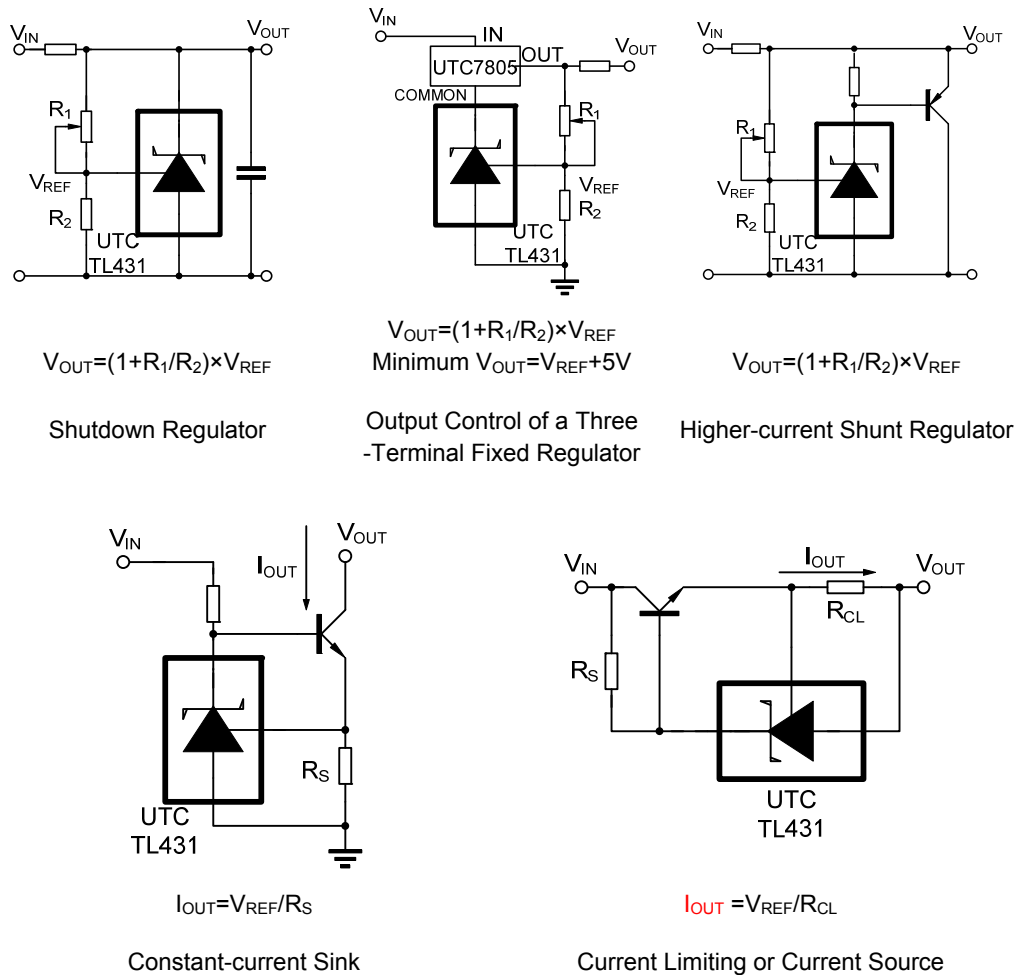 VIN
VOUT
R1
VREF
R2
UTC
TL431
VOUT=(1+R1/R2)×VREF
Shutdown Regulator
VIN
IN
OUT
VOUT
UTC7805
COMMON
R1
VREF
R2
UTC
TL431
VOUT=(1+R1/R2)×VREF
Minimum VOUT=VREF+5V
Output Control of a Three
-Terminal Fixed Regulator
VIN
VOUT
R1
VREF
R2
UTC
TL431
VOUT=(1+R1/R2)×VREF
Higher-current Shunt Regulator
VIN
IOUT
VOUT
RS
UTC
TL431
IOUT=VREF/RS
Constant-current Sink
VIN
IOUT
VOUT
RCL
RS
UTC
TL431
IOUT =VREF/RCL
Current Limiting or Current Source